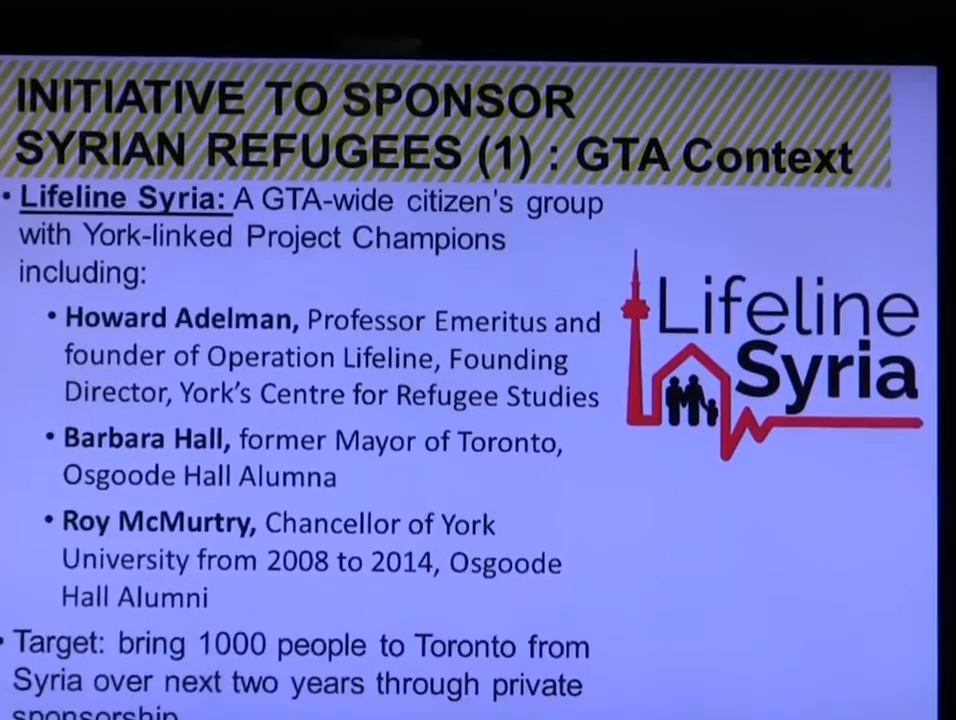 INITIATIVE TO SPONSOR
SYRIAN REFUGEES (1) : GTA Context
• Lifeline Syria: A GTA-wide citizen's group
with York-linked Project Champions
including:
• Howard Adelman, Professor Emeritus and
founder of Operation Lifeline, Founding
Director, York's Centre for Refugee Studies
• Barbara Hall, former Mayor of Toronto,
Osgoode Hall Alumna
• Roy McMurtry, Chancellor of York
University from 2008 to 2014, Osgoode
Hall Alumni
• Target: bring 1000 people to Toronto from
Syria over next two years through private
sponsorship
Lifeline
Syria